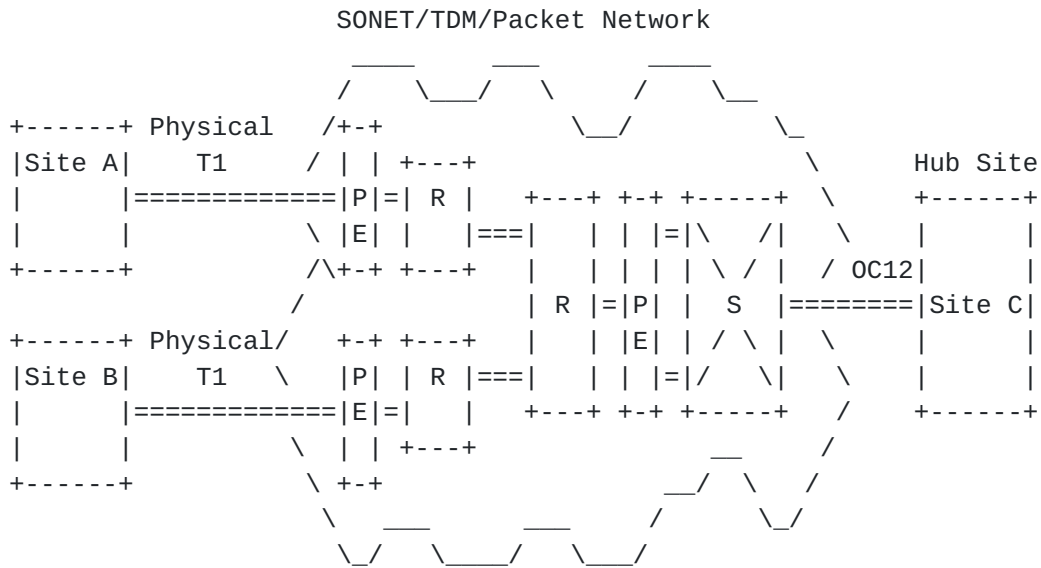 SONET/TDM/Packet Network
Physical
Site A T1 Hub Site
P R
E
OC12
R P S Site C
Physical E
Site B T1 P R
E